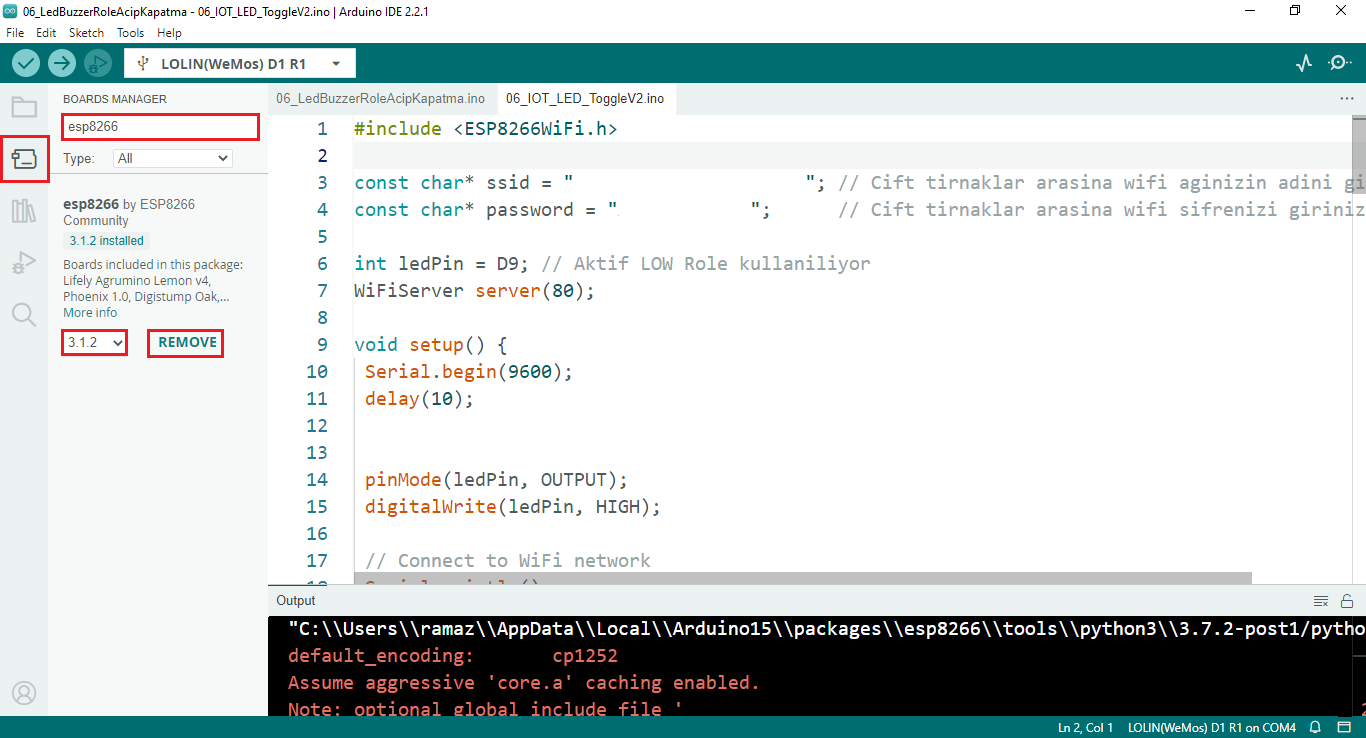 06_LedBuzzerRoleAcipKapatma - 06_IOT_LED_ToggleV2.ino | Arduino IDE 2.2.1
File Edit Sketch Tools Help
LOLIN(WeMos) D1 R1
BOARDS MANAGER
esp8266
Type: All
esp8266 by ESP8266
Community
3.1.2 installed
Boards included in this package:
Lifely Agrumino Lemon v4,
Phoenix 1.0, Digistump Oak,...
More info
3.1.2 REMOVE
06_LedBuzzerRoleAcipKapatma.ino 06_IOT_LED_ToggleV2.ino ...
1 #include <ESP8266WiFi.h>
2
3 const char* ssid = " "; // Cift tirnaklar arasina wifi aginizin adini gi
4 const char* password = " "; // Cift tirnaklar arasina wifi sifrenizi giriniz
5
6 int ledPin = D9; // Aktif LOW Role kullaniliyor
7 WiFiServer server(80);
8
9 void setup() {
10 Serial.begin(9600);
11 delay(10);
12
13
14 pinMode(ledPin, OUTPUT);
15 digitalWrite(ledPin, HIGH);
16
17 // Connect to WiFi network
Output
"C:\\Users\\ramaz\\AppData\\Local\\Arduino15\\packages\\esp8266\\tools\\python3\\3.7.2-post1/pytho
default_encoding: cp1252
Assume aggressive 'core.a' caching enabled.
Note: optional global include file '
Ln 2, Col 1 LOLIN(WeMos) D1 R1 on COM4